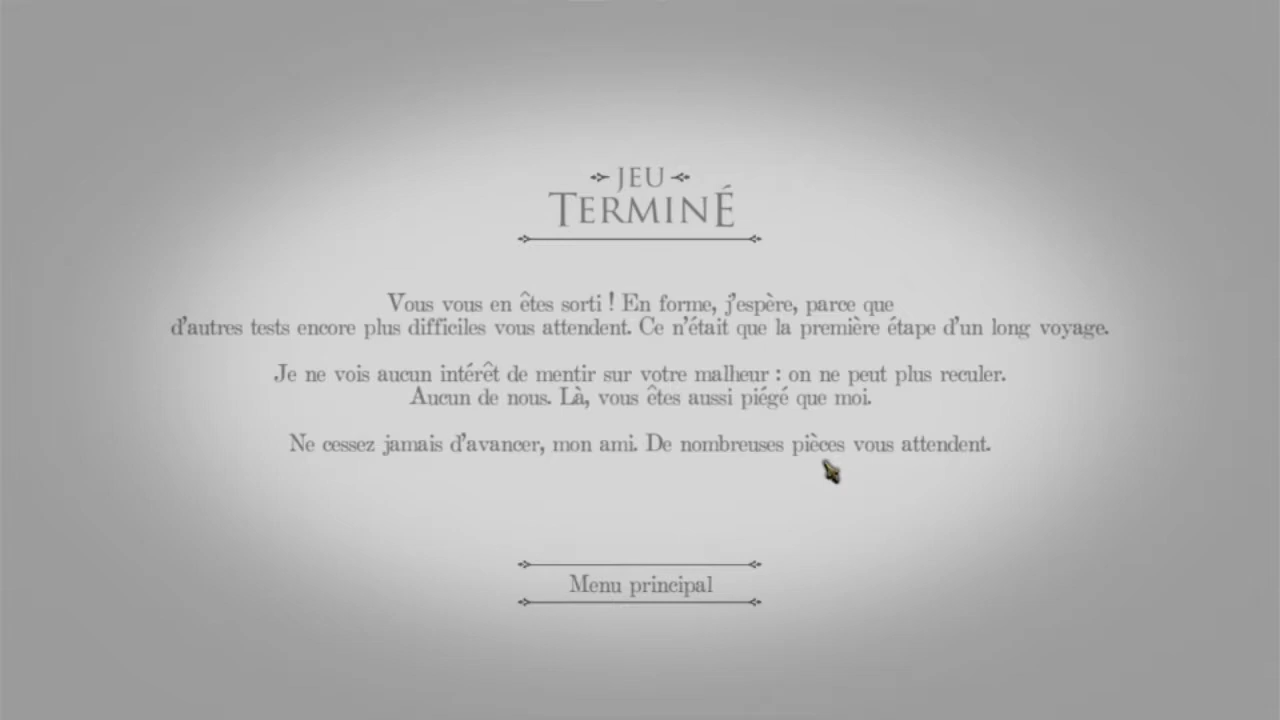 JEU
TERMINÉ
Vous vous en êtes sorti ! En forme, j'espère, parce que
d'autres tests encore plus difficiles vous attendent. Ce n'était que la première étape d'un long voyage.
Je ne vois aucun intérêt de mentir sur votre malheur : on ne peut plus reculer.
Aucun de nous. Là, vous êtes aussi piégé que moi.
Ne cessez jamais d'avancer, mon ami. De nombreuses pièces vous attendent.
Menu principal